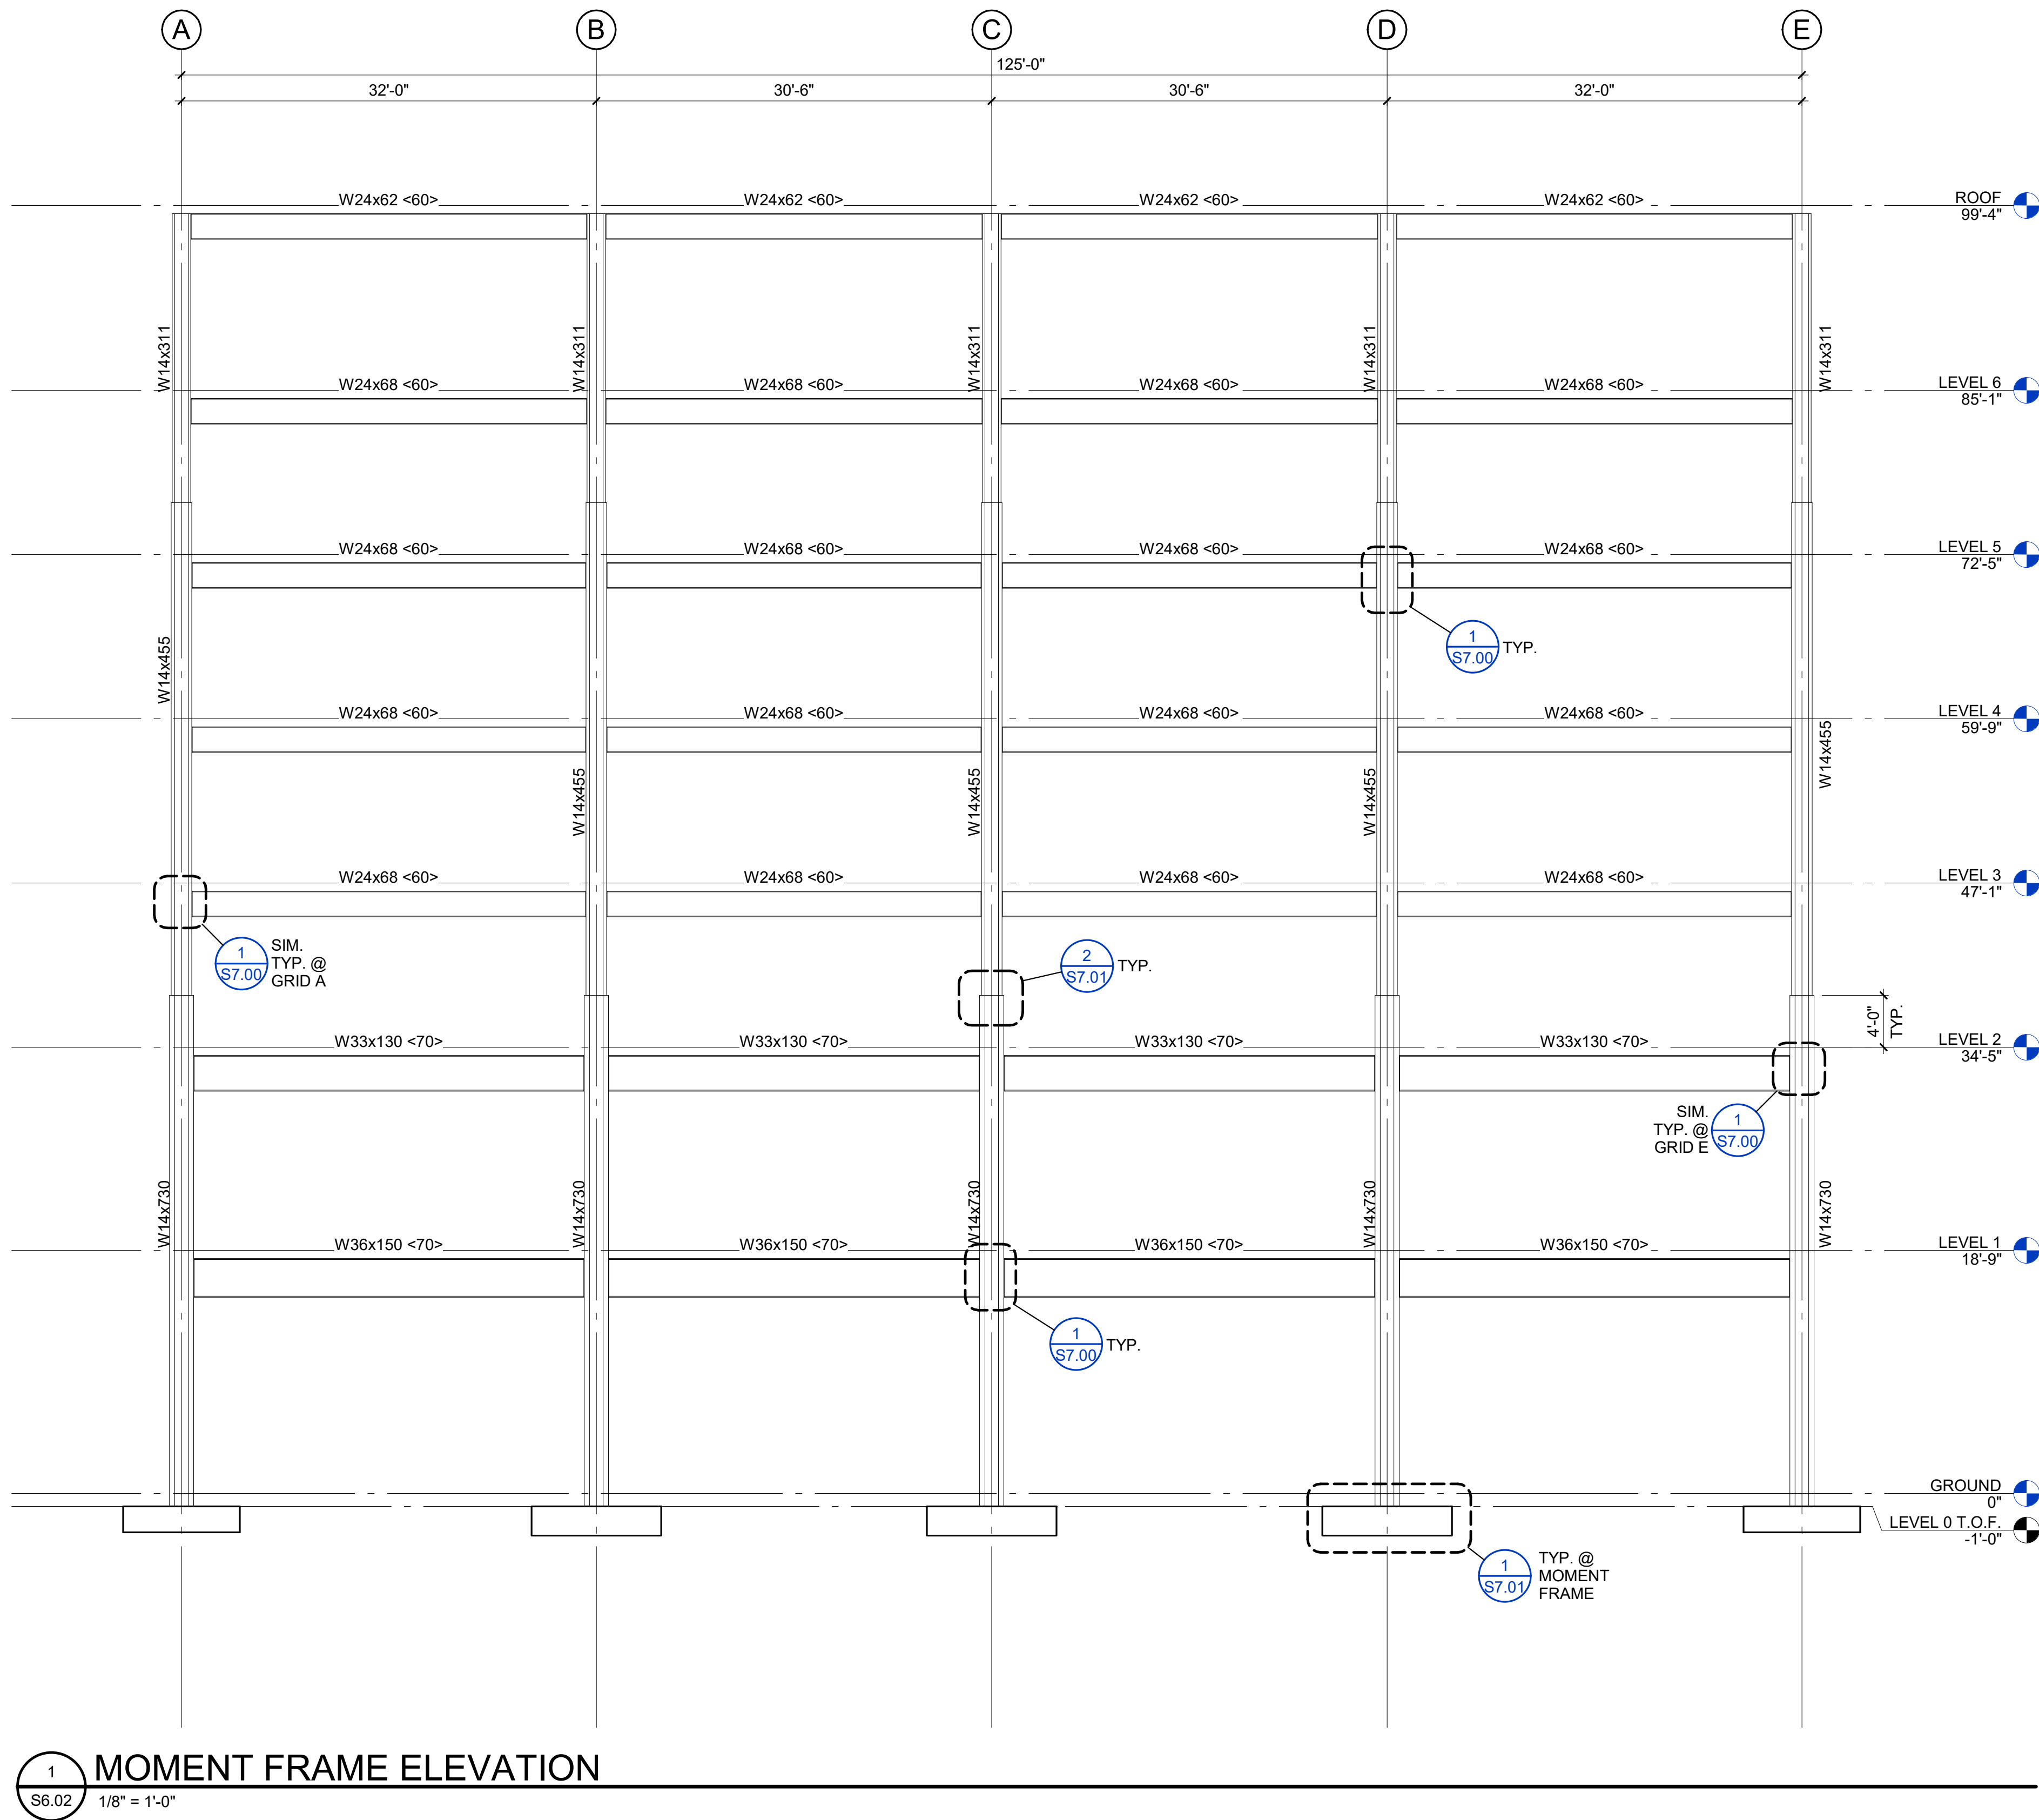 A
B
C
D
E
125'-0"
32'-0"
30'-6"
30'-6"
32'-0"
W24x62 <60>
W24x62 <60>
W24x62 <60>
W24x62 <60>
ROOF
99'-4"
W14x311
W14x311
W14x311
W14x311
W14x311
W24x68 <60>
W24x68 <60>
W24x68 <60>
W24x68 <60>
LEVEL 6
85'-1"
W24x68 <60>
W24x68 <60>
W24x68 <60>
W24x68 <60>
LEVEL 5
72'-5"
1
S7.00
TYP.
W14x455
W24x68 <60>
W24x68 <60>
W24x68 <60>
W24x68 <60>
LEVEL 4
59'-9"
W14x455
W14x455
W14x455
W14x455
W24x68 <60>
W24x68 <60>
W24x68 <60>
W24x68 <60>
LEVEL 3
47'-1"
1
S7.00
SIM.
TYP. @
GRID A
2
S7.01
TYP.
4'-0"
TYP.
W33x130 <70>
W33x130 <70>
W33x130 <70>
W33x130 <70>
LEVEL 2
34'-5"
SIM.
TYP. @
GRID E
1
S7.00
W14x730
W14x730
W14x730
W14x730
W14x730
W36x150 <70>
W36x150 <70>
W36x150 <70>
W36x150 <70>
LEVEL 1
18'-9"
1
S7.00
TYP.
GROUND
0"
LEVEL 0 T.O.F.
-1'-0"
1
S7.01
TYP. @
MOMENT
FRAME
1
S6.02
MOMENT FRAME ELEVATION
1/8" = 1'-0"